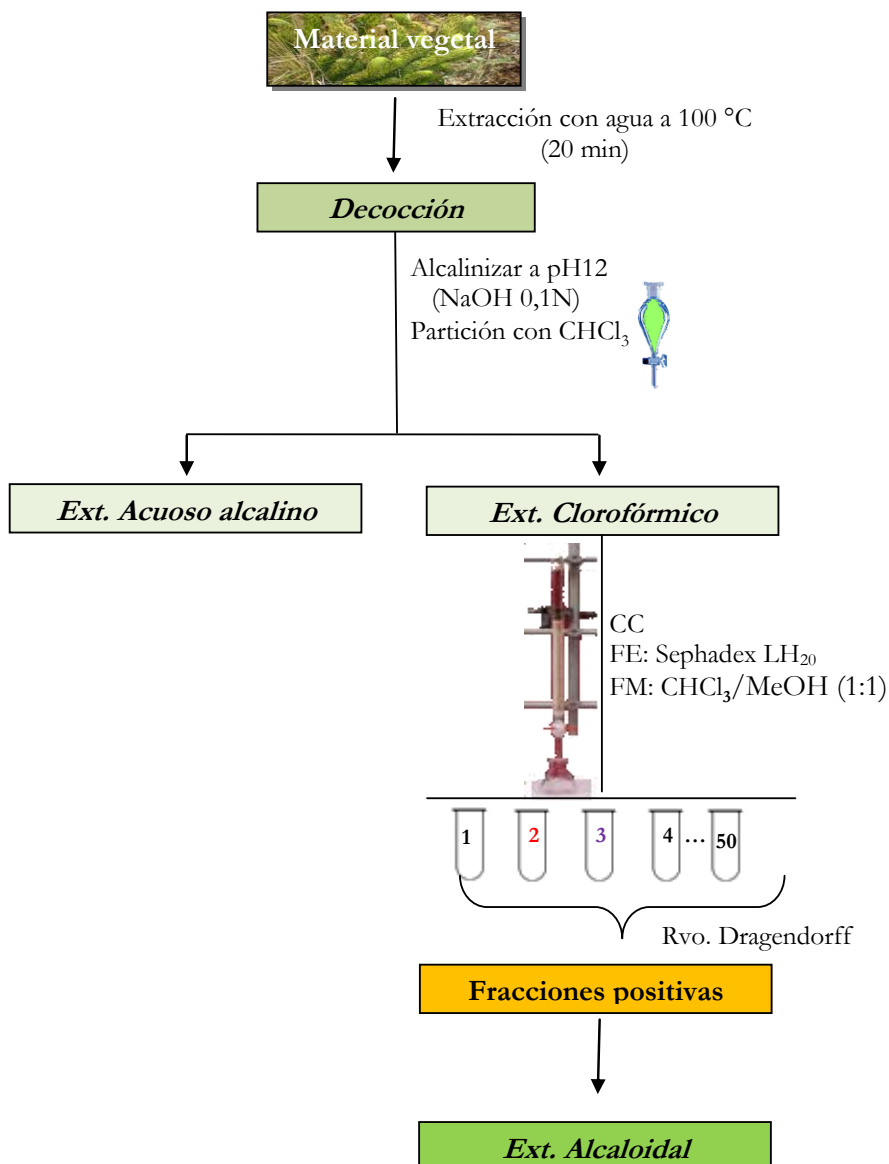 Material vegetal
Extracción con agua a 100 °C
(20 min)
Decocción
Alcalinizar a pH12
(NaOH 0,1N)
Partición con CHCl₃
Ext. Acuoso alcalino
Ext. Clorofórmico
CC
FE: Sephadex LH₂₀
FM: CHCl₃/MeOH (1:1)
1 2 3 4 ... 50
Rvo. Dragendorff
Fracciones positivas
Ext. Alcaloidal